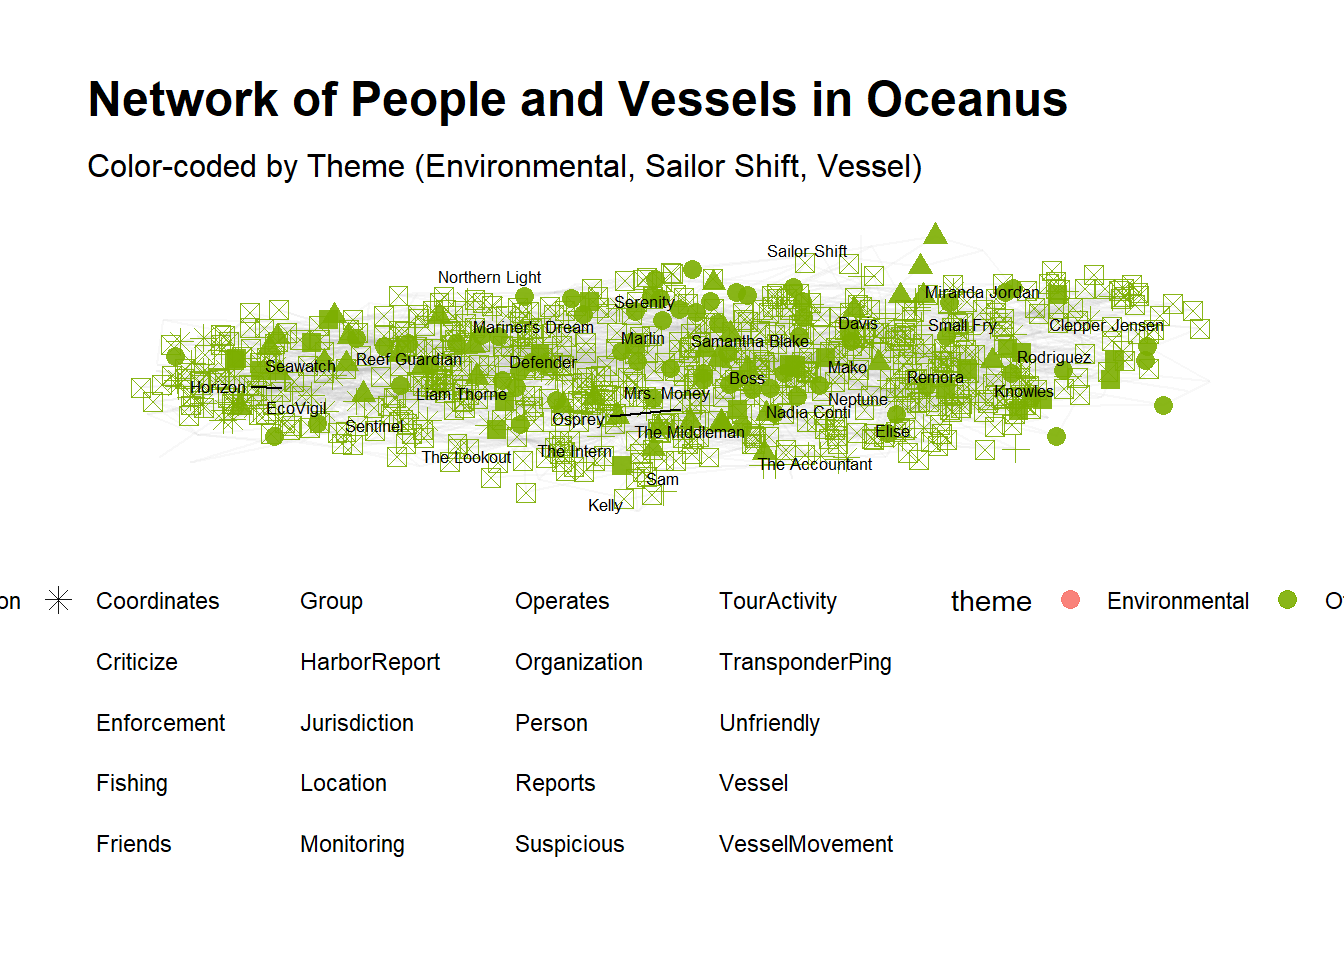 Network of People and Vessels in Oceanus
Color-coded by Theme (Environmental, Sailor Shift, Vessel)
Sailor Shift
Northern Light
Miranda Jordan
Serenity
Mariner's Dream
Davis
Small Fry
Clepper Jensen
Martin
Samantha Blake
Reef Guardian
Rodriguez
Seawatch
Defender
Mako
Boss
Remora
Horizon
Liam Thorne
Mrs. Money
Knowles
Neptune
EcoVigil
Nadia Conti
Osprey
Sentinel
The Middleman
Elise
The Intern
The Lookout
The Accountant
Sam
Kelly
on Coordinates Group Operates TourActivity theme Environmental
Criticize HarborReport Organization TransponderPing
Enforcement Jurisdiction Person Unfriendly
Fishing Location Reports Vessel
Friends Monitoring Suspicious VesselMovement